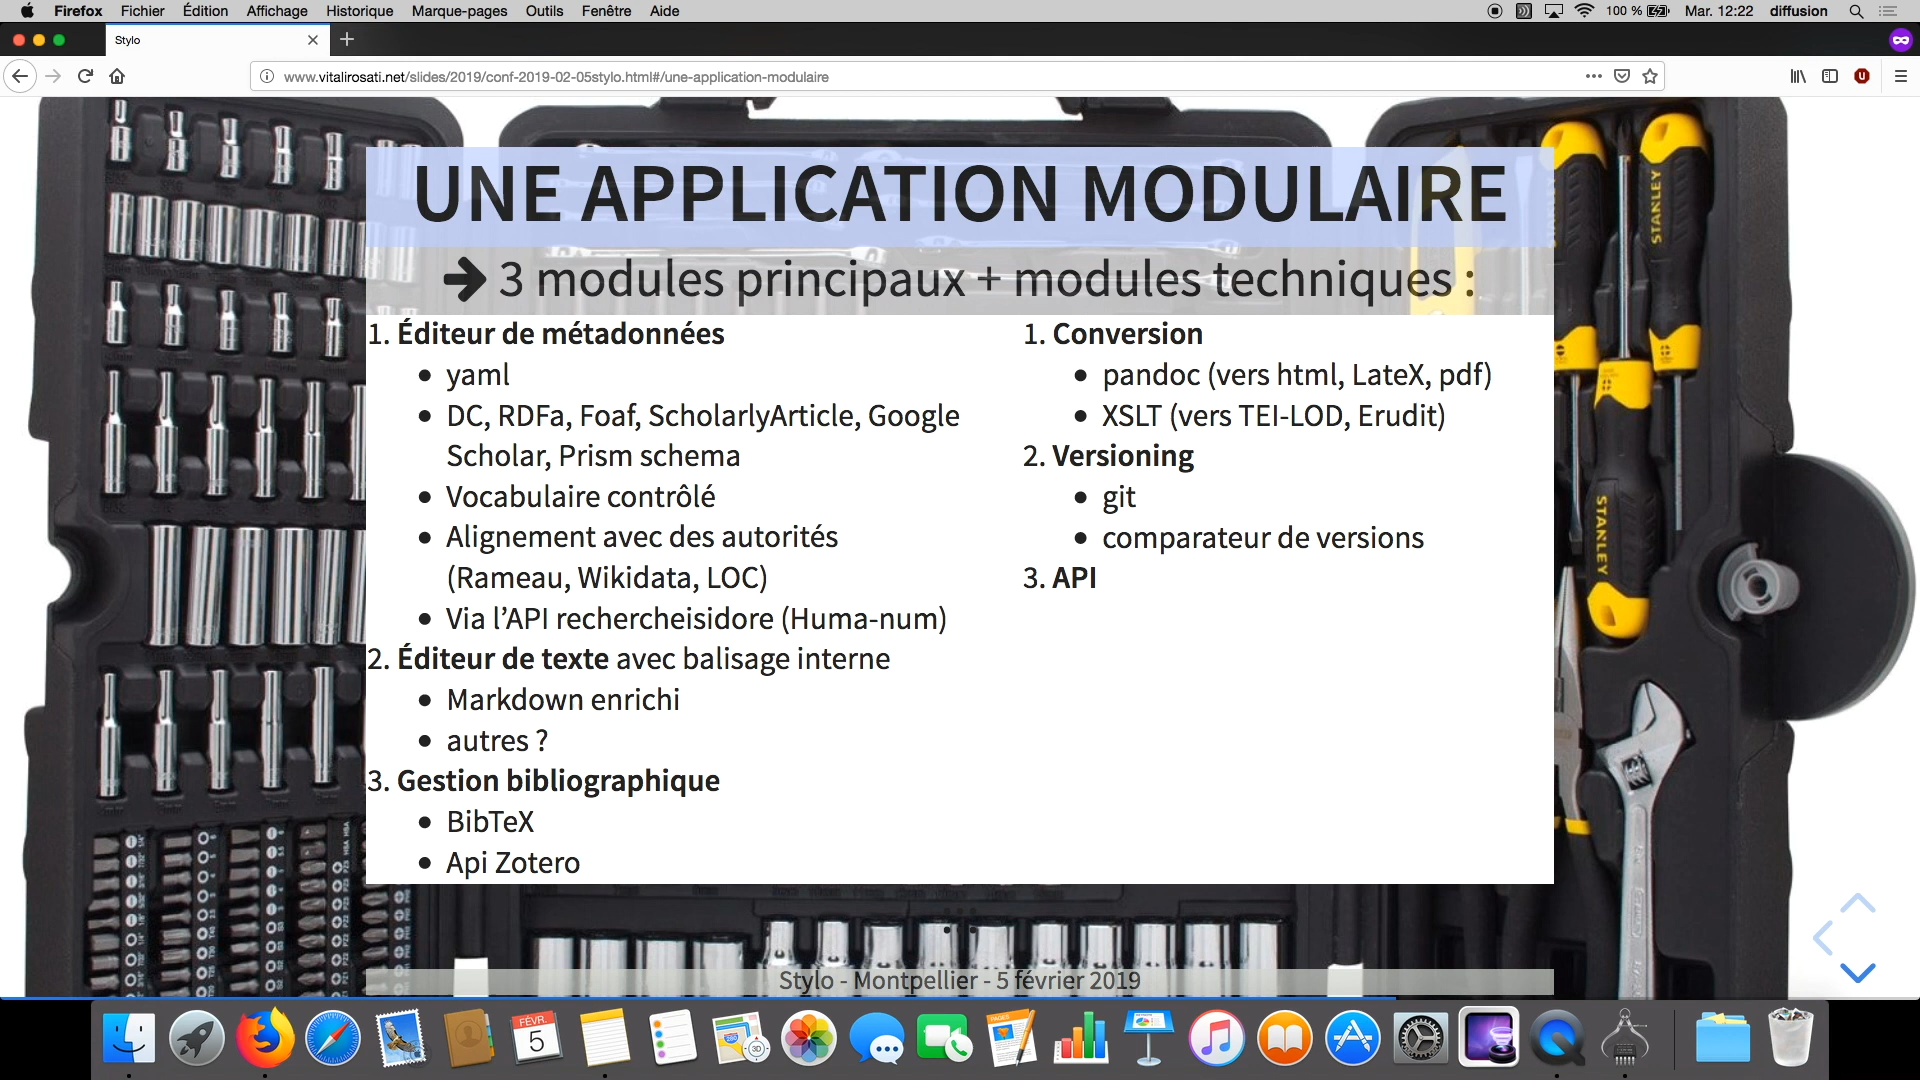 Firefox Fichier Édition Affichage Historique Marque-pages Outils Fenêtre Aide 100 % Mar. 12:22 diffusion
Stylo
www.vitalirosati.net/slides/2019/conf-2019-02-05stylo.html#/une-application-modulaire
UNE APPLICATION MODULAIRE
➔ 3 modules principaux + modules techniques :
1. Éditeur de métadonnées
• yaml
• DC, RDFa, Foaf, ScholarlyArticle, Google
Scholar, Prism schema
• Vocabulaire contrôlé
• Alignement avec des autorités
(Rameau, Wikidata, LOC)
• Via l’API rechercheisidore (Huma-num)
2. Éditeur de texte avec balisage interne
• Markdown enrichi
• autres ?
3. Gestion bibliographique
• BibTeX
• Api Zotero
1. Conversion
• pandoc (vers html, LateX, pdf)
• XSLT (vers TEI-LOD, Erudit)
2. Versioning
• git
• comparateur de versions
3. API
STANLEY
STANLEY
STANLEY
Stylo - Montpellier - 5 février 2019
FÉVR.
5
PAGES
280
3D